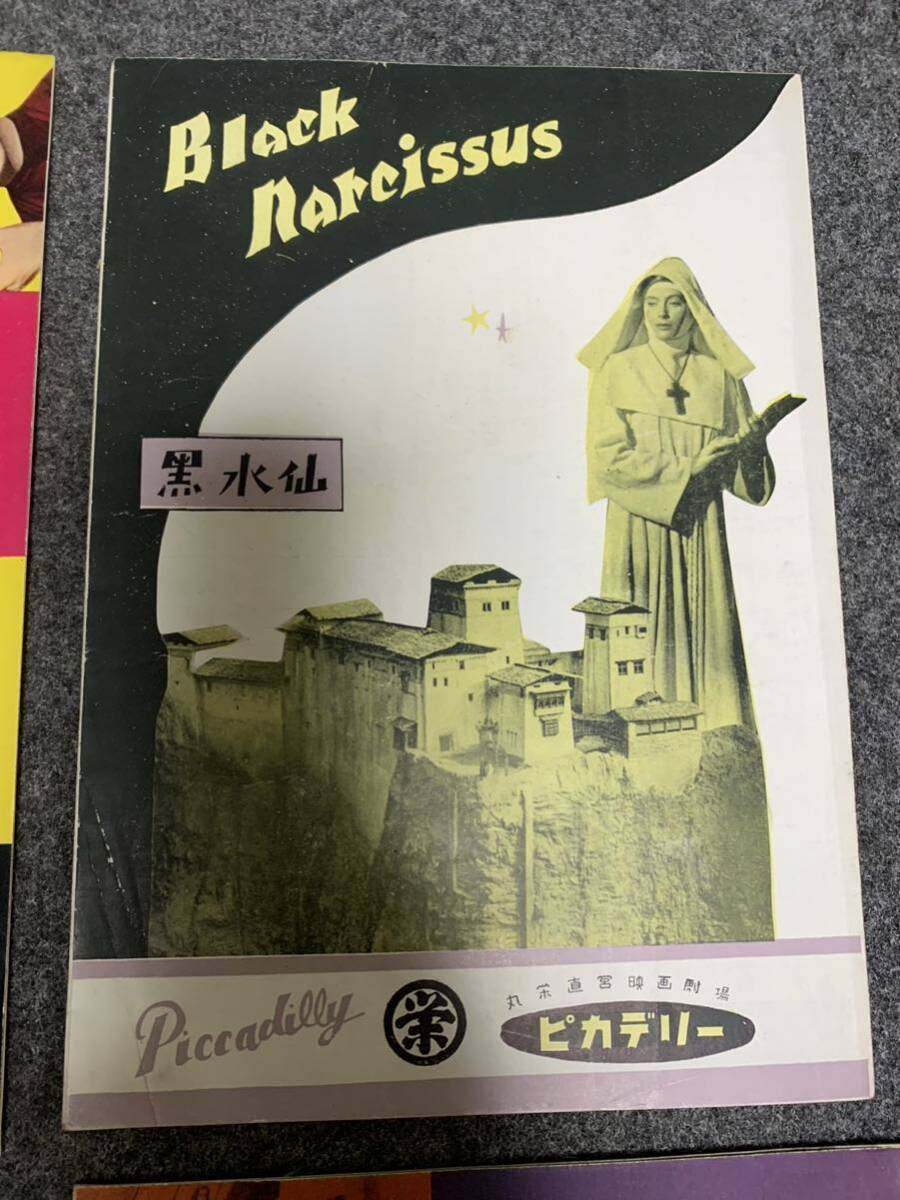 Black
Narcissus
黒水仙
Piccadilly
栄
丸栄直営映画劇場
ピカデリー